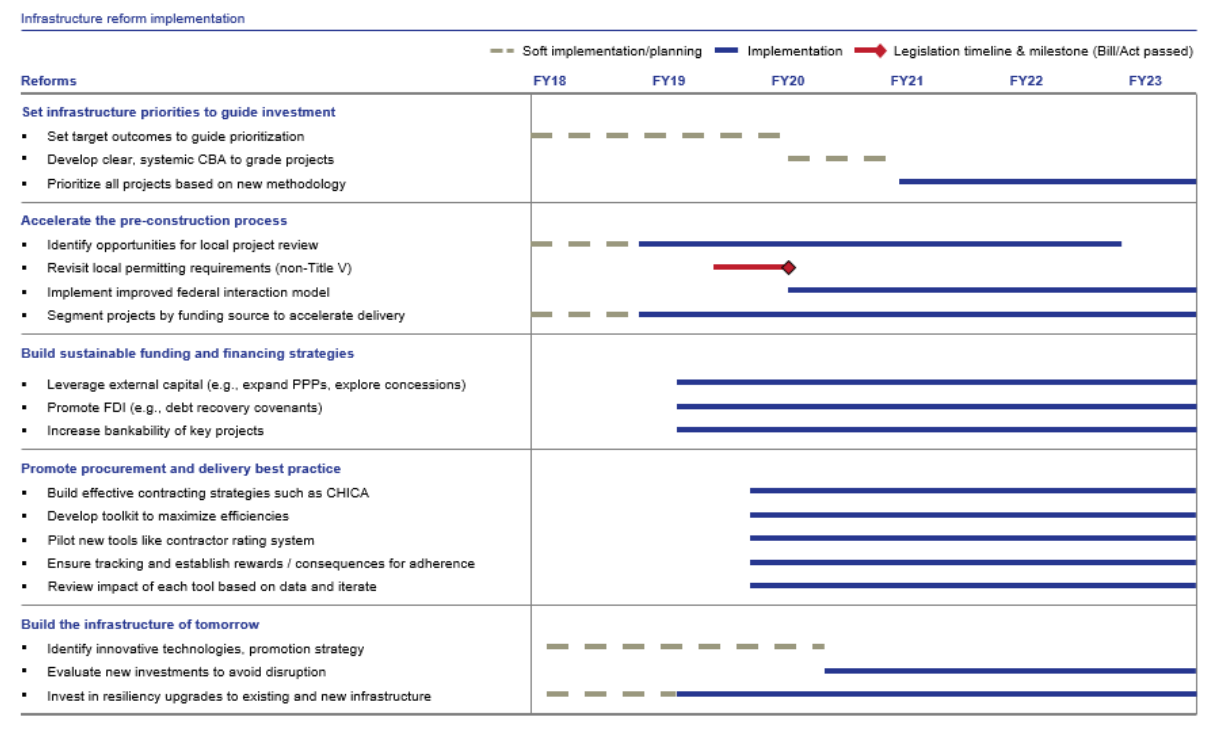 Infrastructure reform implementation
Soft implementation/planning Implementation Legislation timeline & milestone (Bill/Act passed)
Reforms FY18 FY19 FY20 FY21 FY22 FY23
Set infrastructure priorities to guide investment
▪ Set target outcomes to guide prioritization
▪ Develop clear, systemic CBA to grade projects
▪ Prioritize all projects based on new methodology
Accelerate the pre-construction process
▪ Identify opportunities for local project review
▪ Revisit local permitting requirements (non-Title V)
▪ Implement improved federal interaction model
▪ Segment projects by funding source to accelerate delivery
Build sustainable funding and financing strategies
▪ Leverage external capital (e.g., expand PPPs, explore concessions)
▪ Promote FDI (e.g., debt recovery covenants)
▪ Increase bankability of key projects
Promote procurement and delivery best practice
▪ Build effective contracting strategies such as CHICA
▪ Develop toolkit to maximize efficiencies
▪ Pilot new tools like contractor rating system
▪ Ensure tracking and establish rewards / consequences for adherence
▪ Review impact of each tool based on data and iterate
Build the infrastructure of tomorrow
▪ Identify innovative technologies, promotion strategy
▪ Evaluate new investments to avoid disruption
▪ Invest in resiliency upgrades to existing and new infrastructure